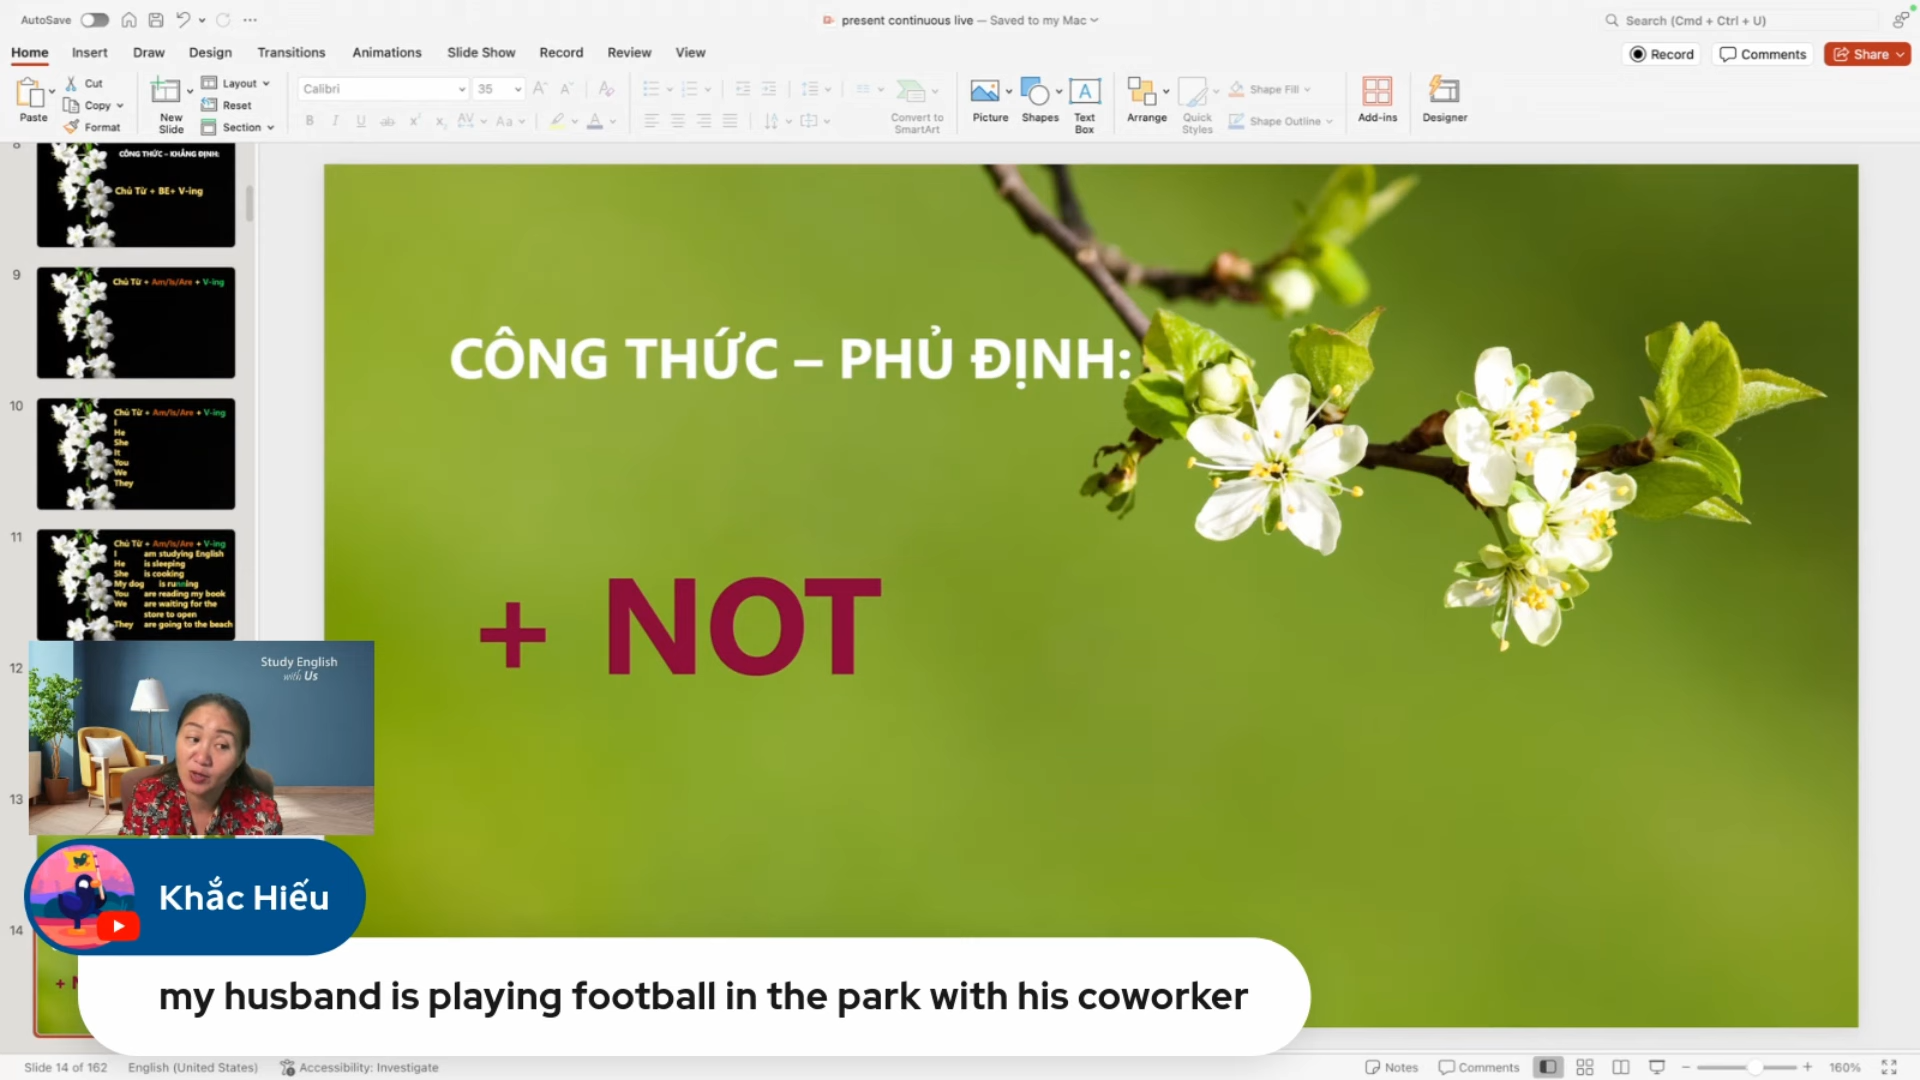 AutoSave
present continuous live — Saved to my Mac
Search (Cmd + Ctrl + U)
Home Insert Draw Design Transitions Animations Slide Show Record Review View
Record Comments Share
Paste
Cut
Copy
Format
New Slide
Layout
Reset
Section
Calibri 35
Convert to SmartArt
Picture
Shapes
Text Box
Arrange
Quick Styles
Shape Fill
Shape Outline
Add-ins
Designer
8
CÔNG THỨC – KHẲNG ĐỊNH:
Chủ Từ + BE+ V-ing
9
Chủ Từ + Am/Is/Are + V-ing
10
Chủ Từ + Am/Is/Are + V-ing
I
He
She
It
You
We
They
11
Chủ Từ + Am/Is/Are + V-ing
I am studying English
He is sleeping
She is cooking
My dog is running
You are reading my book
We are waiting for the
store to open
They are going to the beach
12
13
14
CÔNG THỨC – PHỦ ĐỊNH:
+ NOT
Study English
with Us
Khắc Hiếu
my husband is playing football in the park with his coworker
Slide 14 of 162 English (United States) Accessibility: Investigate
Notes Comments 160%